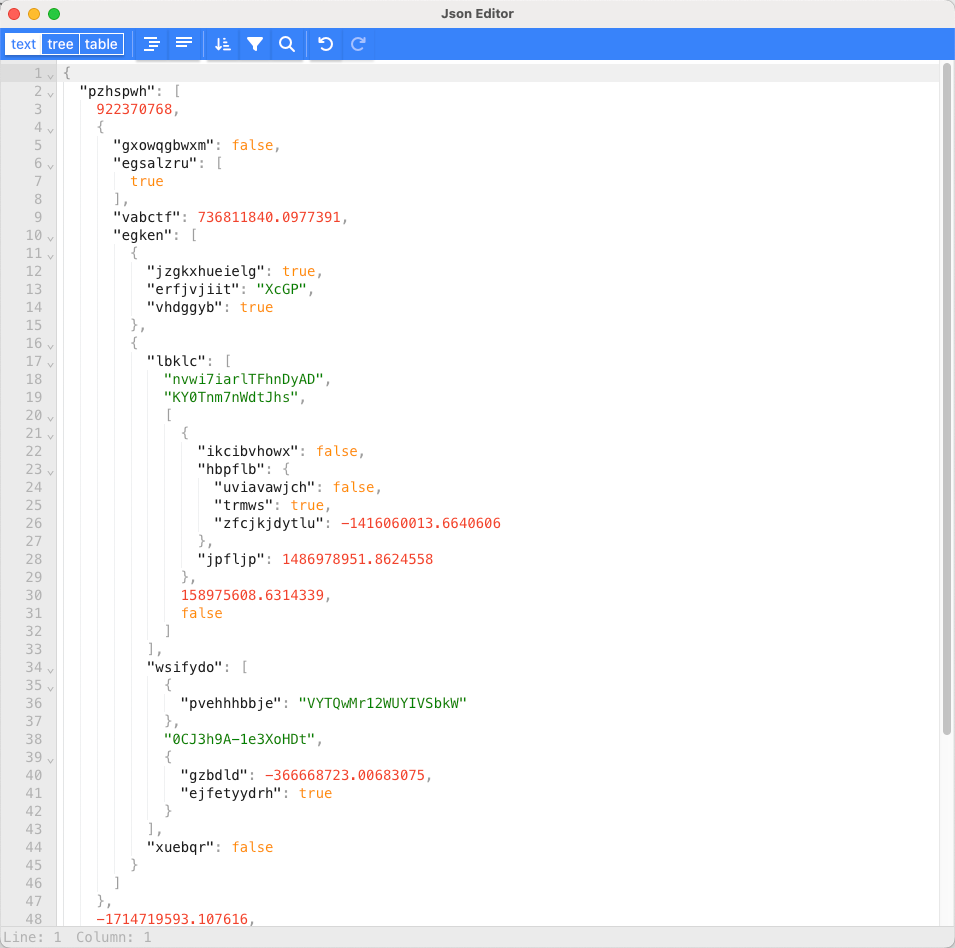 Json Editor
text tree table
1 {
2 "pzhspwh": [
3 922370768,
4 {
5 "gxowqgbwxm": false,
6 "egsalzru": [
7 true
8 ],
9 "vabctf": 736811840.0977391,
10 "egken": [
11 {
12 "jzgkxhueielg": true,
13 "erfjvjiit": "XcGP",
14 "vhdggyb": true
15 },
16 {
17 "lbklc": [
18 "nvwi7iarlTFhnDyAD",
19 "KY0Tnm7nWdtJhs",
20 [
21 {
22 "ikcibvhowx": false,
23 "hbpflb": {
24 "uviavawjch": false,
25 "trmws": true,
26 "zfcjkjdytlu": -1416060013.6640606
27 },
28 "jpfljp": 1486978951.8624558
29 },
30 158975608.6314339,
31 false
32 ]
33 ],
34 "wsifydo": [
35 {
36 "pvehhhbbje": "VYTQwMr12WUYIVSbkW"
37 },
38 "0CJ3h9A-1e3XoHDt",
39 {
40 "gzbdld": -366668723.00683075,
41 "ejfetyydrh": true
42 }
43 ],
44 "xuebqr": false
45 }
46 ]
47 },
48 -1714719593.107616,
Line: 1 Column: 1